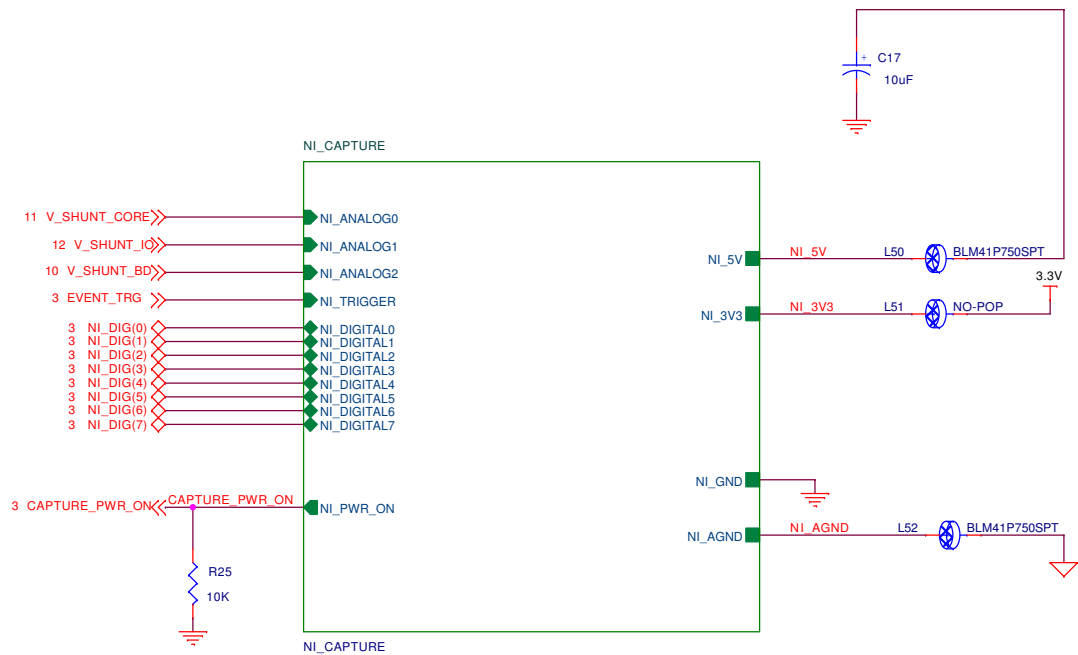 C17
+
10uF
NI_CAPTURE
11 V_SHUNT_CORE
NI_ANALOG0
12 V_SHUNT_IO
NI_ANALOG1
10 V_SHUNT_BD
NI_ANALOG2
3 EVENT_TRG
NI_TRIGGER
NI_5V
NI_5V
L50
BLM41P750SPT
3.3V
NI_3V3
NI_3V3
L51
NO-POP
3 NI_DIG(0)
NI_DIGITAL0
3 NI_DIG(1)
NI_DIGITAL1
3 NI_DIG(2)
NI_DIGITAL2
3 NI_DIG(3)
NI_DIGITAL3
3 NI_DIG(4)
NI_DIGITAL4
3 NI_DIG(5)
NI_DIGITAL5
3 NI_DIG(6)
NI_DIGITAL6
3 NI_DIG(7)
NI_DIGITAL7
NI_GND
3 CAPTURE_PWR_ON
CAPTURE_PWR_ON
NI_PWR_ON
NI_AGND
NI_AGND
L52
BLM41P750SPT
R25
10K
NI_CAPTURE